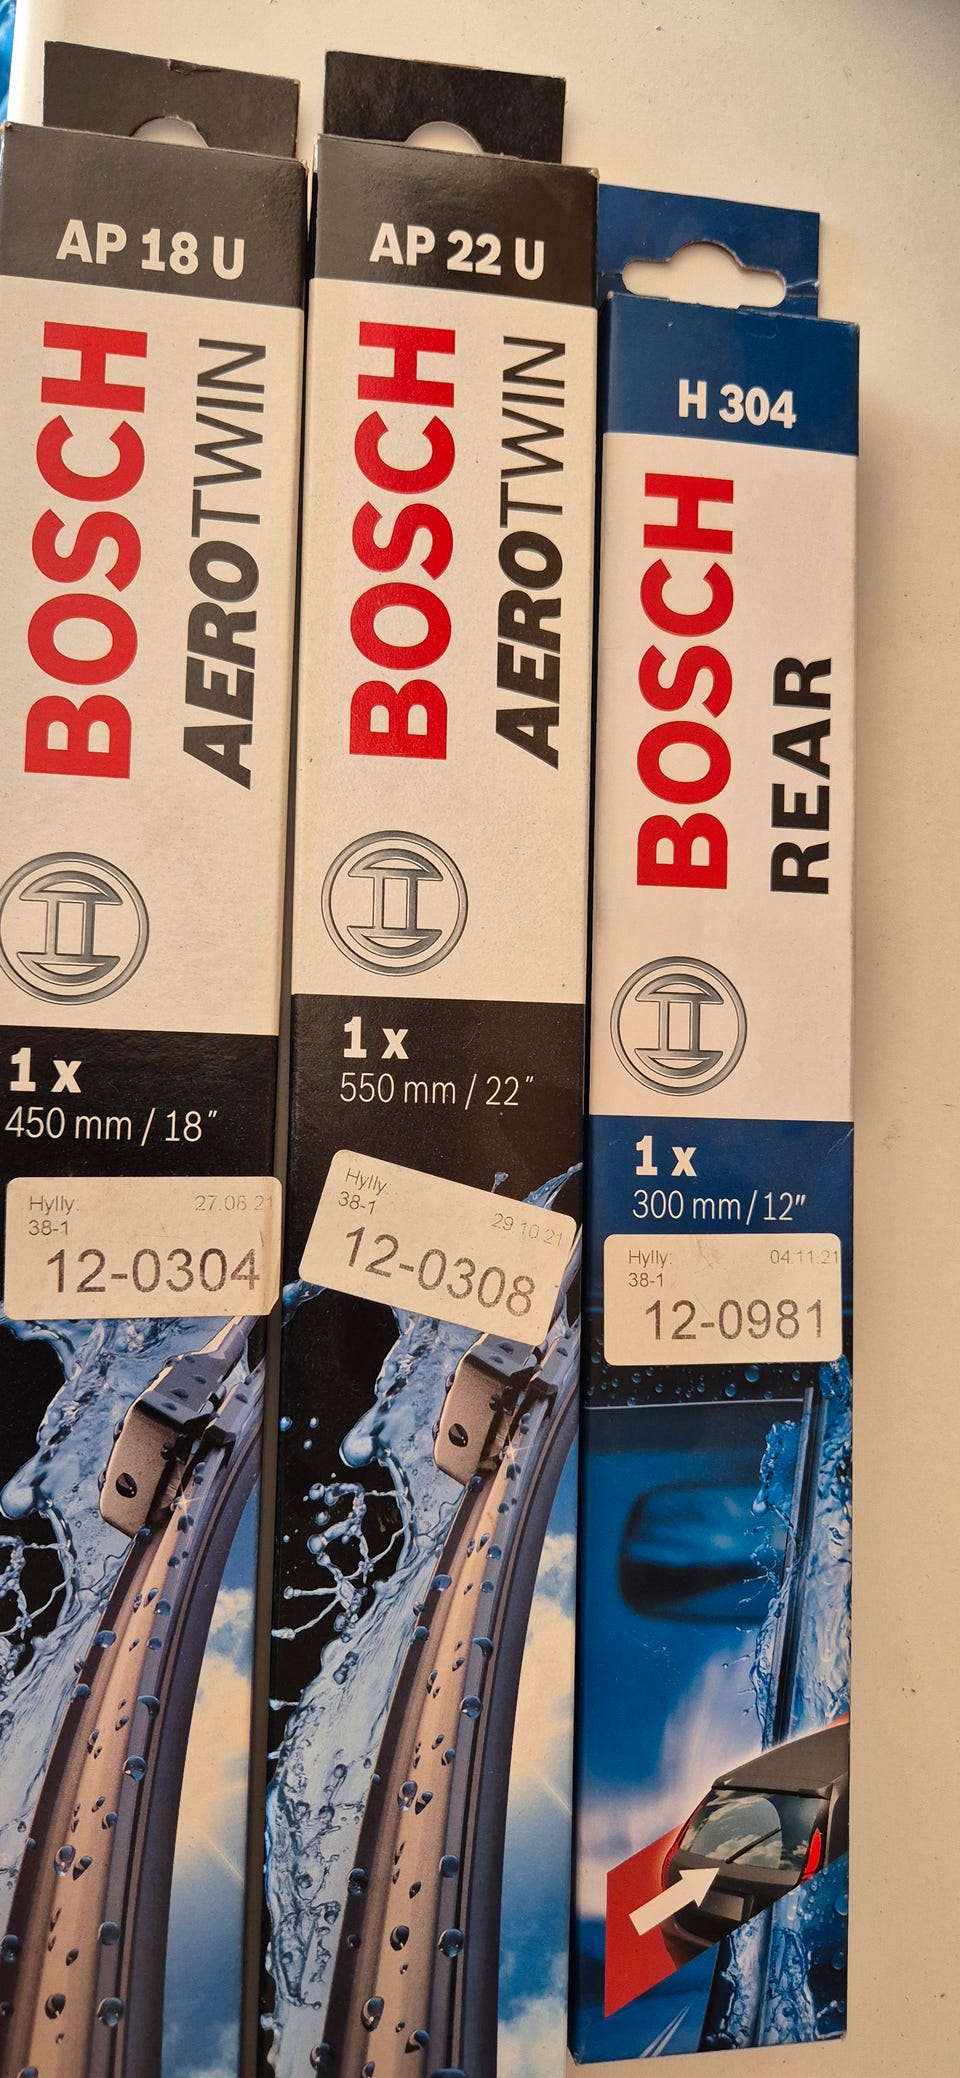 AP 18 U
BOSCH
AEROTWIN
1 x
450 mm / 18"
Hylly: 27.08.21
38-1
12-0304
AP 22 U
BOSCH
AEROTWIN
1 x
550 mm / 22"
Hylly: 29.10.21
38-1
12-0308
H 304
BOSCH
REAR
1 x
300 mm / 12"
Hylly: 04.11.21
38-1
12-0981